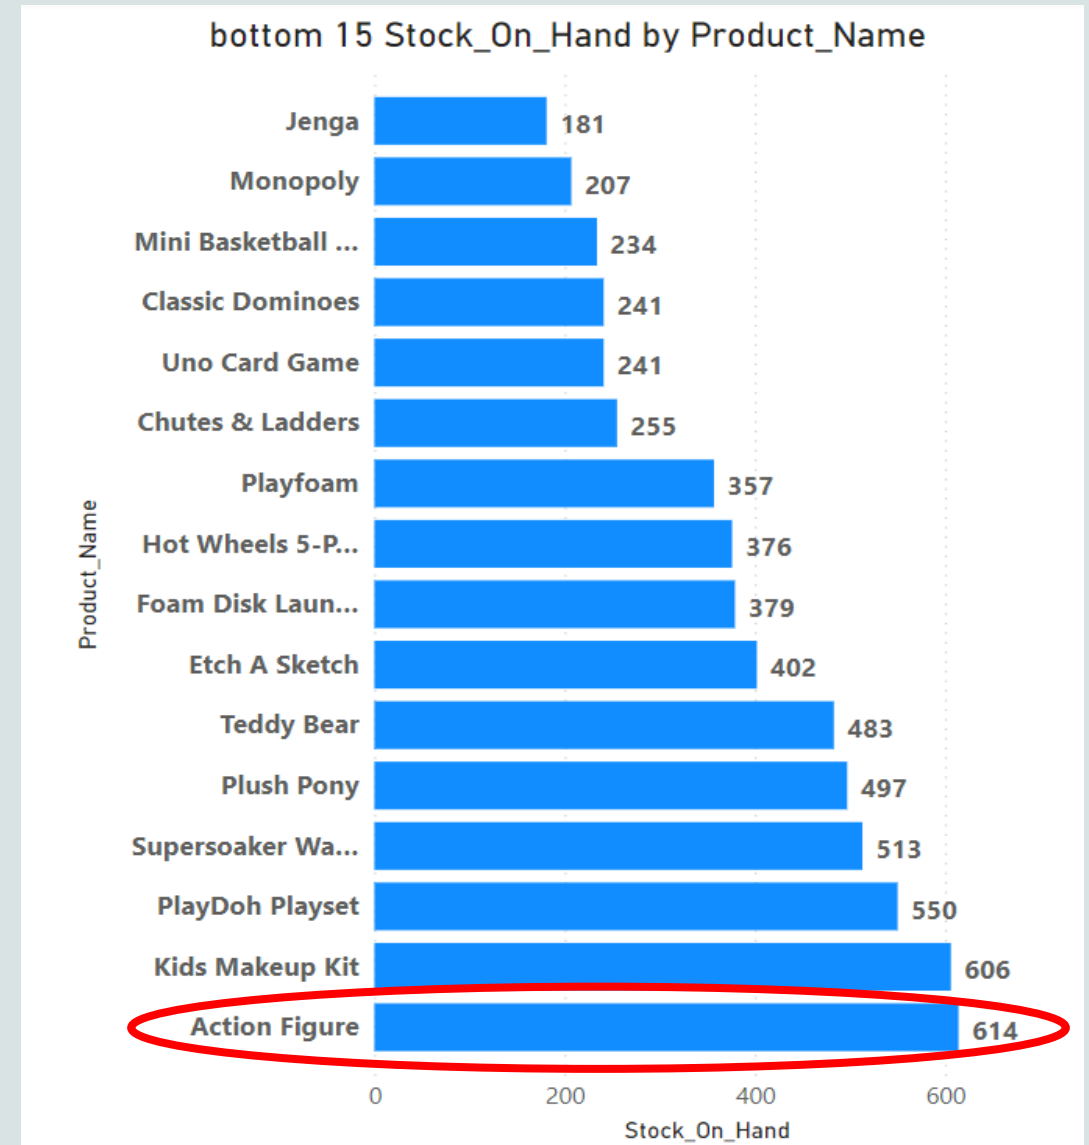 bottom 15 Stock_On_Hand by Product_Name
Product_Name
Jenga 181
Monopoly 207
Mini Basketball ... 234
Classic Dominoes 241
Uno Card Game 241
Chutes & Ladders 255
Playfoam 357
Hot Wheels 5-P... 376
Foam Disk Laun... 379
Etch A Sketch 402
Teddy Bear 483
Plush Pony 497
Supersoaker Wa... 513
PlayDoh Playset 550
Kids Makeup Kit 606
Action Figure 614
0 200 400 600
Stock_On_Hand